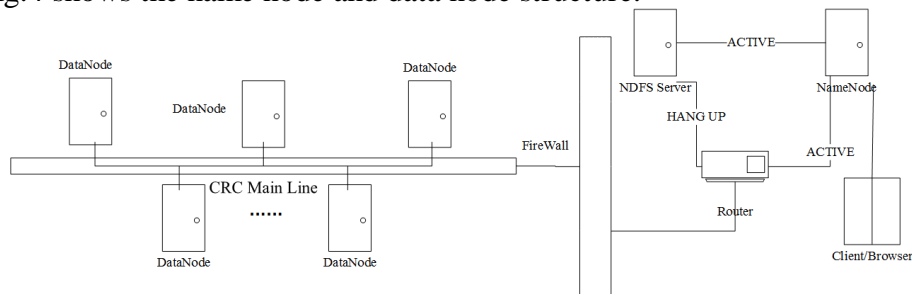 shows the name node and data node structure.
DataNode
DataNode
DataNode
FireWall
CRC Main Line
......
DataNode
DataNode
ACTIVE
NDFS Server
NameNode
HANG UP
ACTIVE
Router
Client/Browser